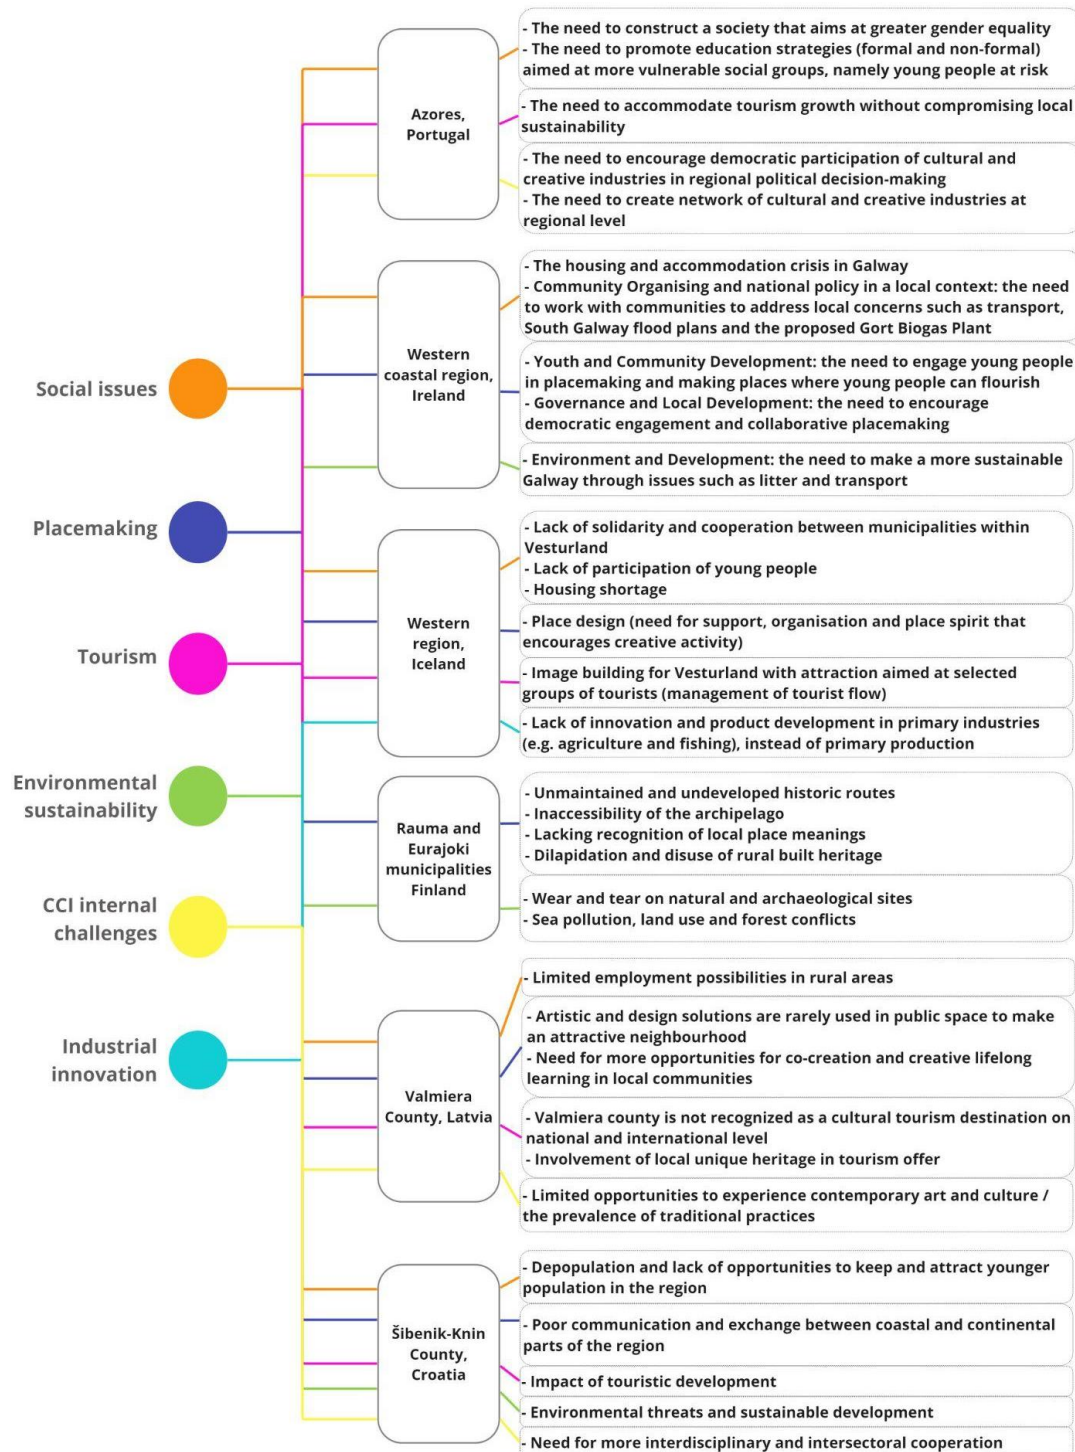 Social issues
Placemaking
Tourism
Environmental
sustainability
CCI internal
challenges
Industrial
innovation
Azores,
Portugal
- The need to construct a society that aims at greater gender equality
- The need to promote education strategies (formal and non-formal)
aimed at more vulnerable social groups, namely young people at risk
- The need to accommodate tourism growth without compromising local
sustainability
- The need to encourage democratic participation of cultural and
creative industries in regional political decision-making
- The need to create network of cultural and creative industries at
regional level
Western
coastal region,
Ireland
- The housing and accommodation crisis in Galway
- Community Organising and national policy in a local context: the need
to work with communities to address local concerns such as transport,
South Galway flood plans and the proposed Gort Biogas Plant
- Youth and Community Development: the need to engage young people
in placemaking and making places where young people can flourish
- Governance and Local Development: the need to encourage
democratic engagement and collaborative placemaking
- Environment and Development: the need to make a more sustainable
Galway through issues such as litter and transport
Western
region,
Iceland
- Lack of solidarity and cooperation between municipalities within
Vesturland
- Lack of participation of young people
- Housing shortage
- Place design (need for support, organisation and place spirit that
encourages creative activity)
- Image building for Vesturland with attraction aimed at selected
groups of tourists (management of tourist flow)
- Lack of innovation and product development in primary industries
(e.g. agriculture and fishing), instead of primary production
Rauma and
Eurajoki
municipalities
Finland
- Unmaintained and undeveloped historic routes
- Inaccessibility of the archipelago
- Lacking recognition of local place meanings
- Dilapidation and disuse of rural built heritage
- Wear and tear on natural and archaeological sites
- Sea pollution, land use and forest conflicts
Valmiera
County, Latvia
- Limited employment possibilities in rural areas
- Artistic and design solutions are rarely used in public space to make
an attractive neighbourhood
- Need for more opportunities for co-creation and creative lifelong
learning in local communities
- Valmiera county is not recognized as a cultural tourism destination on
national and international level
- Involvement of local unique heritage in tourism offer
- Limited opportunities to experience contemporary art and culture /
the prevalence of traditional practices
Šibenik-Knin
County,
Croatia
- Depopulation and lack of opportunities to keep and attract younger
population in the region
- Poor communication and exchange between coastal and continental
parts of the region
- Impact of touristic development
- Environmental threats and sustainable development
- Need for more interdisciplinary and intersectoral cooperation